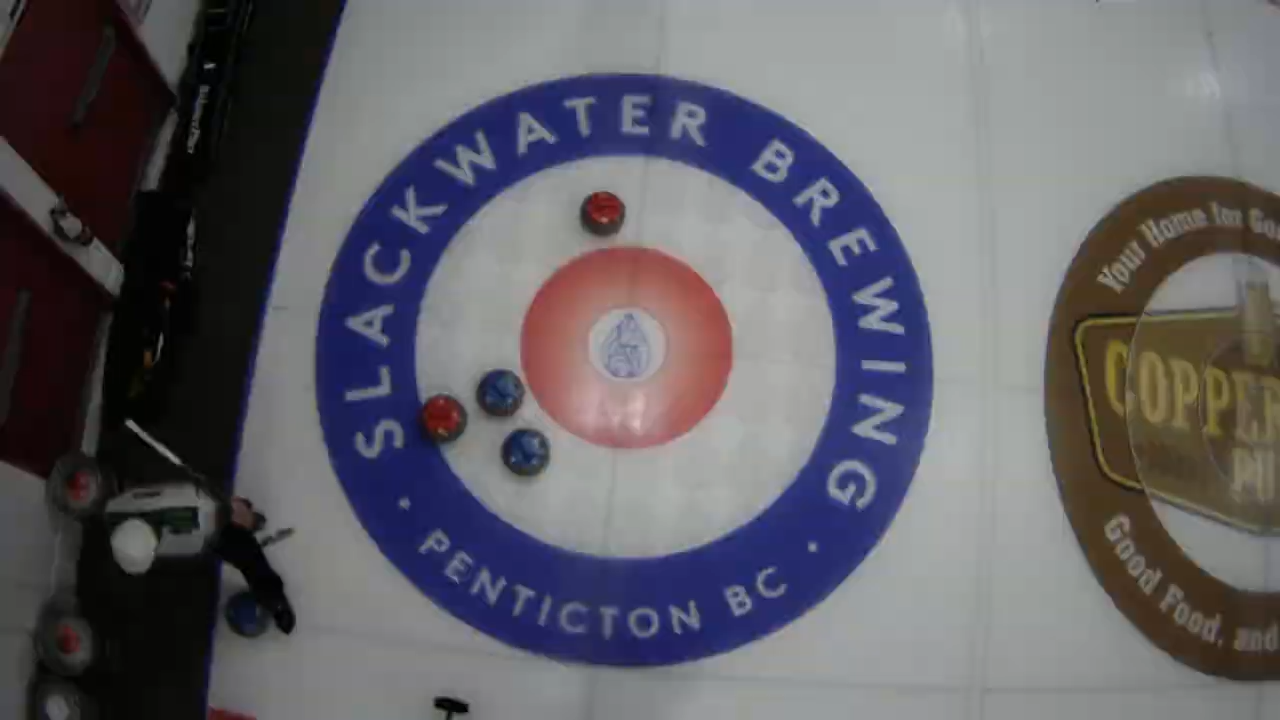 SLACKWATER BREWING
· PENTICTON BC ·
Your Home for
COPPER
Good Food, and